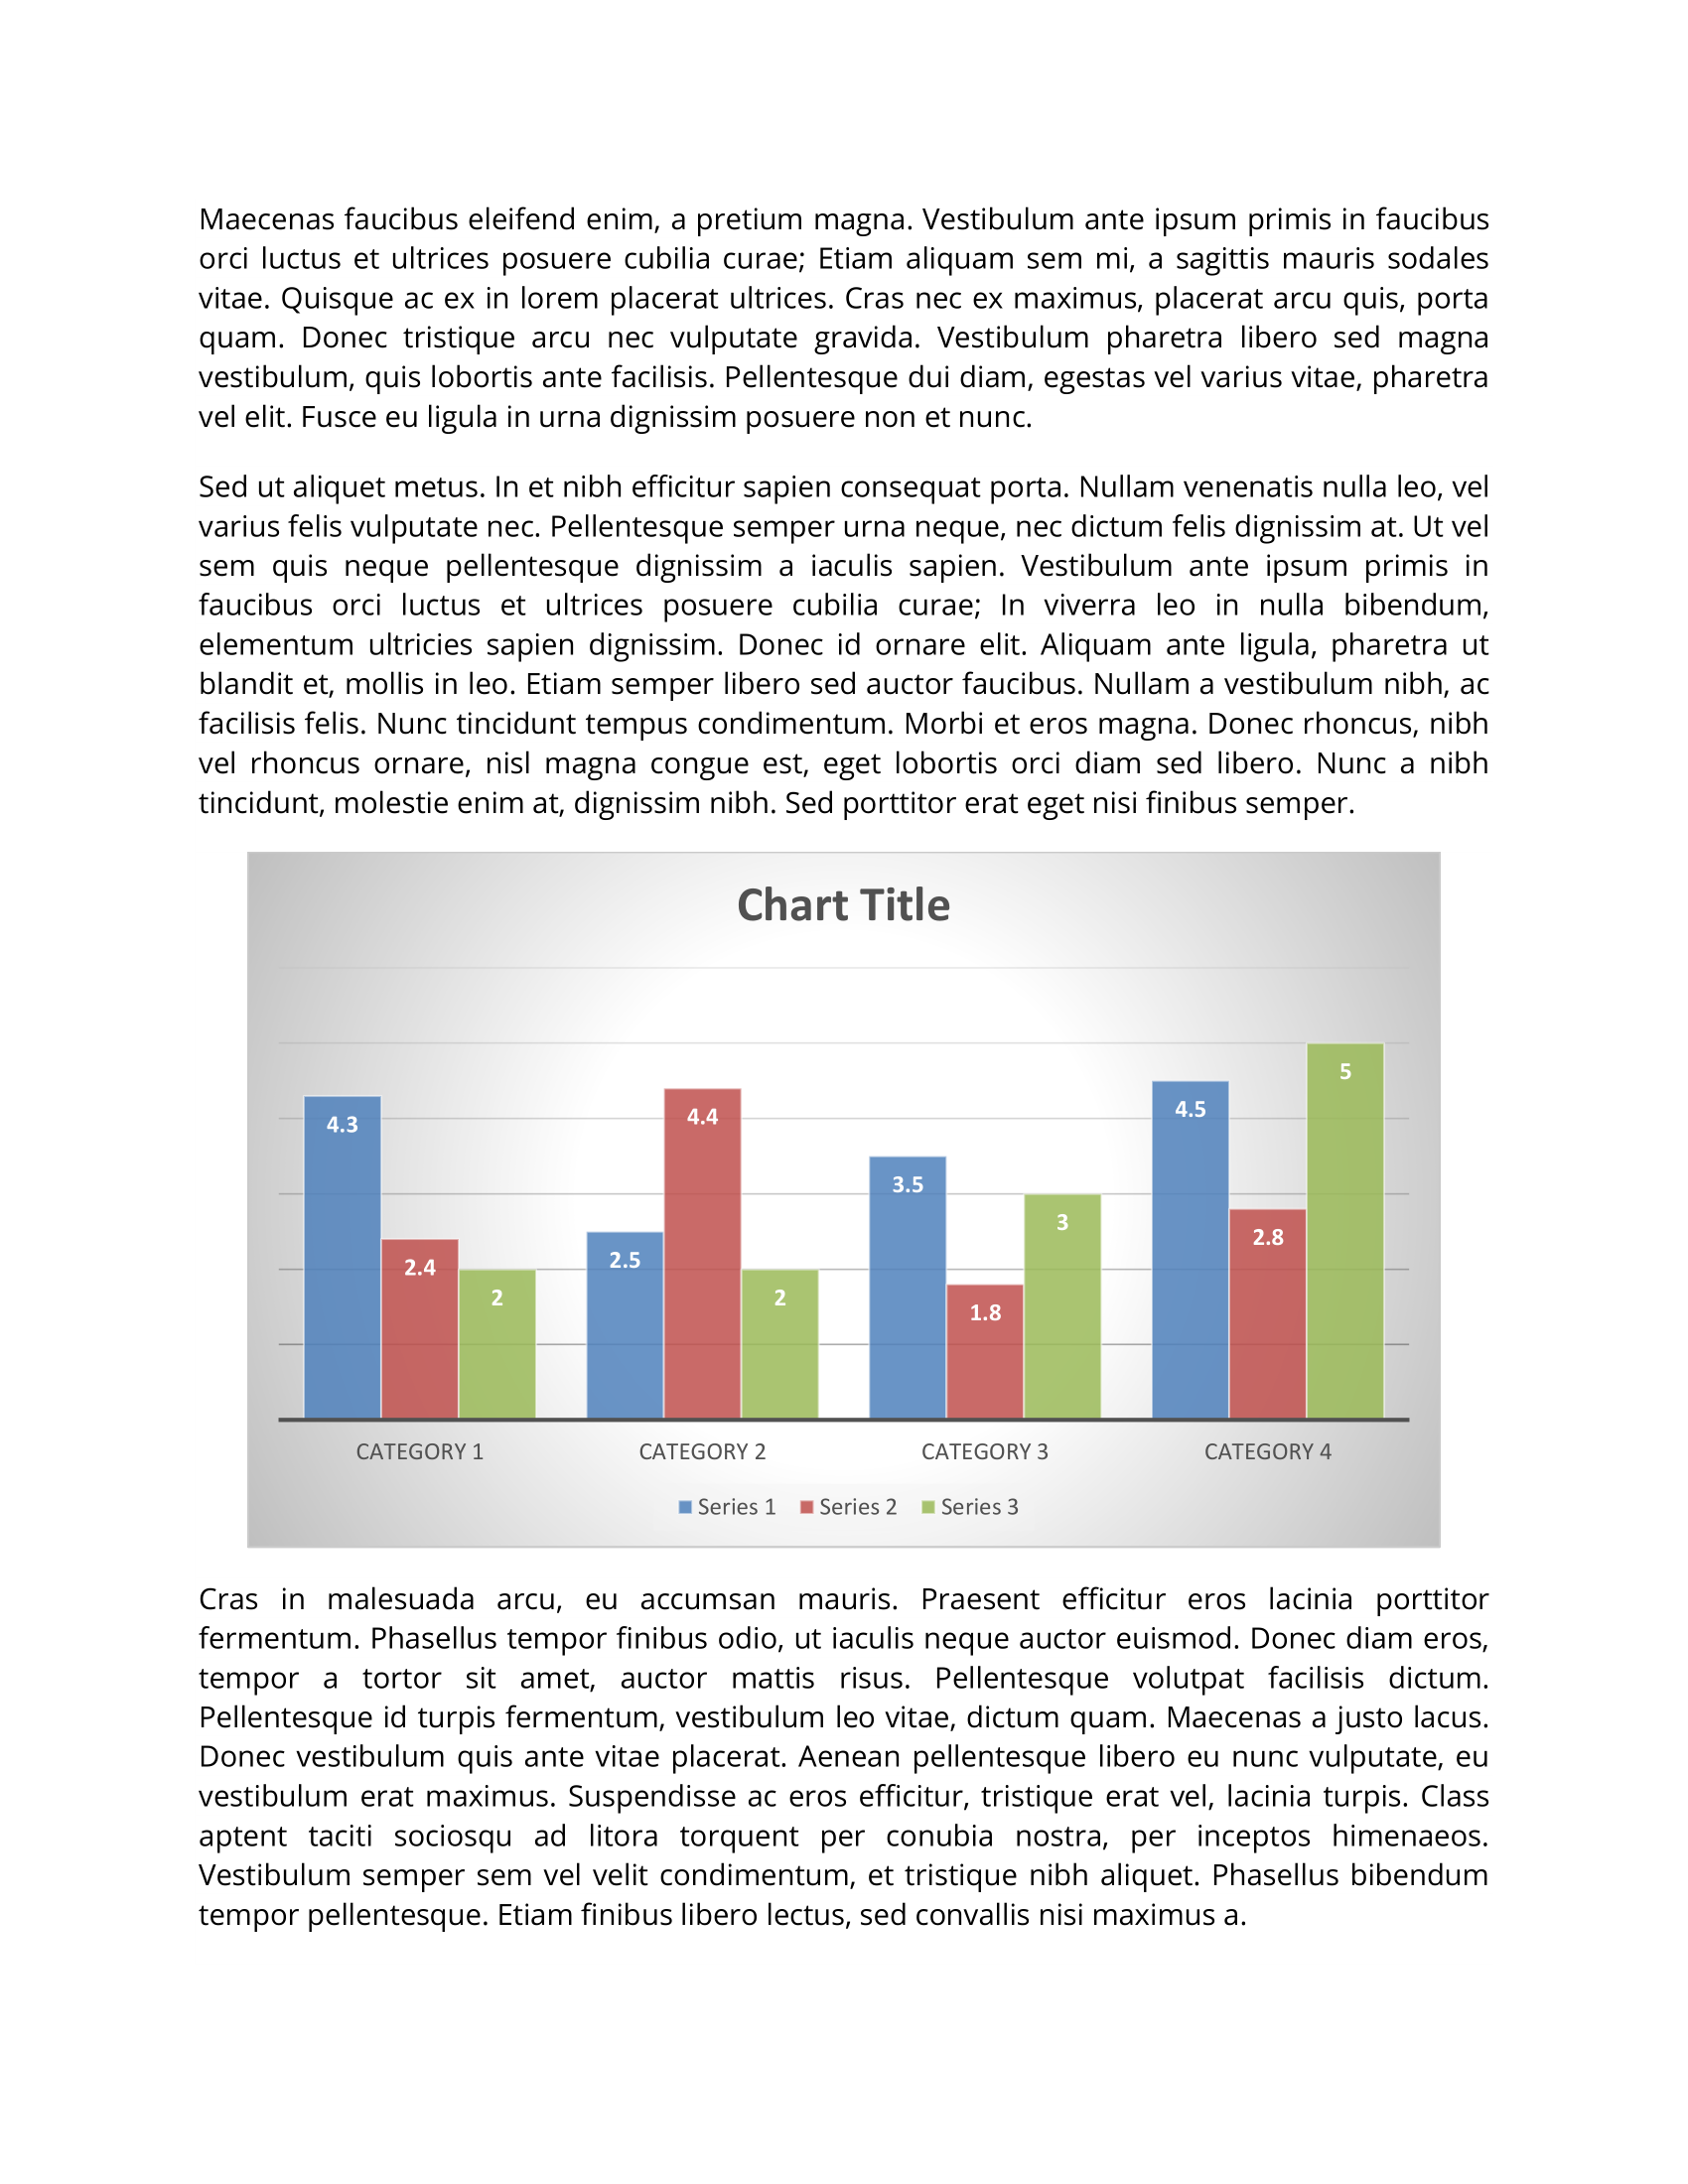 Maecenas faucibus eleifend enim, a pretium magna. Vestibulum ante ipsum primis in faucibus
orci luctus et ultrices posuere cubilia curae; Etiam aliquam sem mi, a sagittis mauris sodales
vitae. Quisque ac ex in lorem placerat ultrices. Cras nec ex maximus, placerat arcu quis, porta
quam. Donec tristique arcu nec vulputate gravida. Vestibulum pharetra libero sed magna
vestibulum, quis lobortis ante facilisis. Pellentesque dui diam, egestas vel varius vitae, pharetra
vel elit. Fusce eu ligula in urna dignissim posuere non et nunc.
Sed ut aliquet metus. In et nibh efficitur sapien consequat porta. Nullam venenatis nulla leo, vel
varius felis vulputate nec. Pellentesque semper urna neque, nec dictum felis dignissim at. Ut vel
sem quis neque pellentesque dignissim a iaculis sapien. Vestibulum ante ipsum primis in
faucibus orci luctus et ultrices posuere cubilia curae; In viverra leo in nulla bibendum,
elementum ultricies sapien dignissim. Donec id ornare elit. Aliquam ante ligula, pharetra ut
blandit et, mollis in leo. Etiam semper libero sed auctor faucibus. Nullam a vestibulum nibh, ac
facilisis felis. Nunc tincidunt tempus condimentum. Morbi et eros magna. Donec rhoncus, nibh
vel rhoncus ornare, nisl magna congue est, eget lobortis orci diam sed libero. Nunc a nibh
tincidunt, molestie enim at, dignissim nibh. Sed porttitor erat eget nisi finibus semper.
Chart Title
4.3 2.4 2 2.5 4.4 2 3.5 1.8 3 4.5 2.8 5
CATEGORY 1 CATEGORY 2 CATEGORY 3 CATEGORY 4
Series 1 Series 2 Series 3
Cras in malesuada arcu, eu accumsan mauris. Praesent efficitur eros lacinia porttitor
fermentum. Phasellus tempor finibus odio, ut iaculis neque auctor euismod. Donec diam eros,
tempor a tortor sit amet, auctor mattis risus. Pellentesque volutpat facilisis dictum.
Pellentesque id turpis fermentum, vestibulum leo vitae, dictum quam. Maecenas a justo lacus.
Donec vestibulum quis ante vitae placerat. Aenean pellentesque libero eu nunc vulputate, eu
vestibulum erat maximus. Suspendisse ac eros efficitur, tristique erat vel, lacinia turpis. Class
aptent taciti sociosqu ad litora torquent per conubia nostra, per inceptos himenaeos.
Vestibulum semper sem vel velit condimentum, et tristique nibh aliquet. Phasellus bibendum
tempor pellentesque. Etiam finibus libero lectus, sed convallis nisi maximus a.